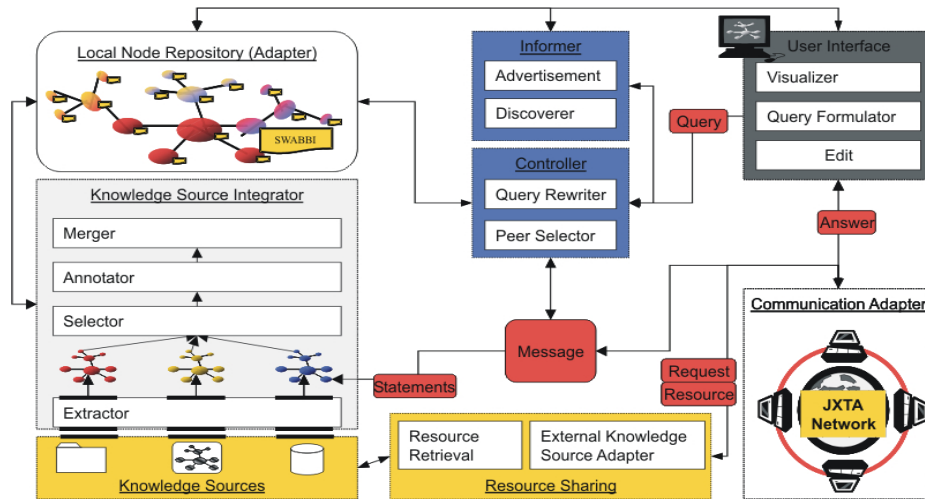 Local Node Repository (Adapter)
SWABBI
Informer
Advertisement
Discoverer
User Interface
Visualizer
Query Formulator
Edit
Query
Controller
Query Rewriter
Peer Selector
Answer
Knowledge Source Integrator
Merger
Annotator
Selector
Extractor
Statements
Message
Request
Resource
Communication Adapter
JXTA
Network
Resource
Retrieval
External Knowledge
Source Adapter
Resource Sharing
Knowledge Sources